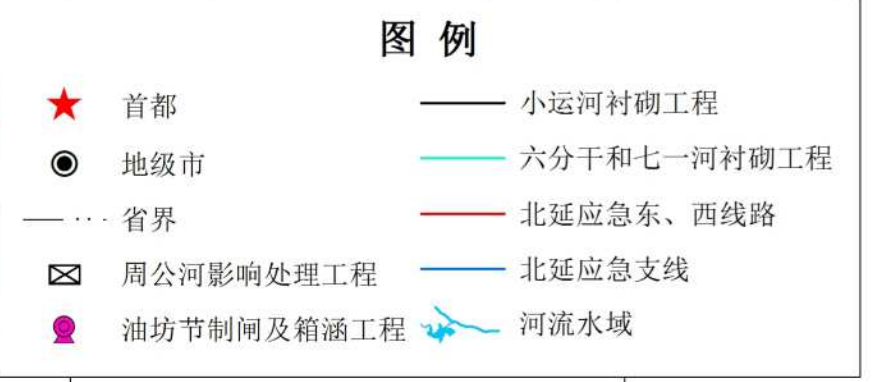 图 例
首都
地级市
省界
周公河影响处理工程
油坊节制闸及箱涵工程
小运河衬砌工程
六分干和七一河衬砌工程
北延应急东、西线路
北延应急支线
河流水域